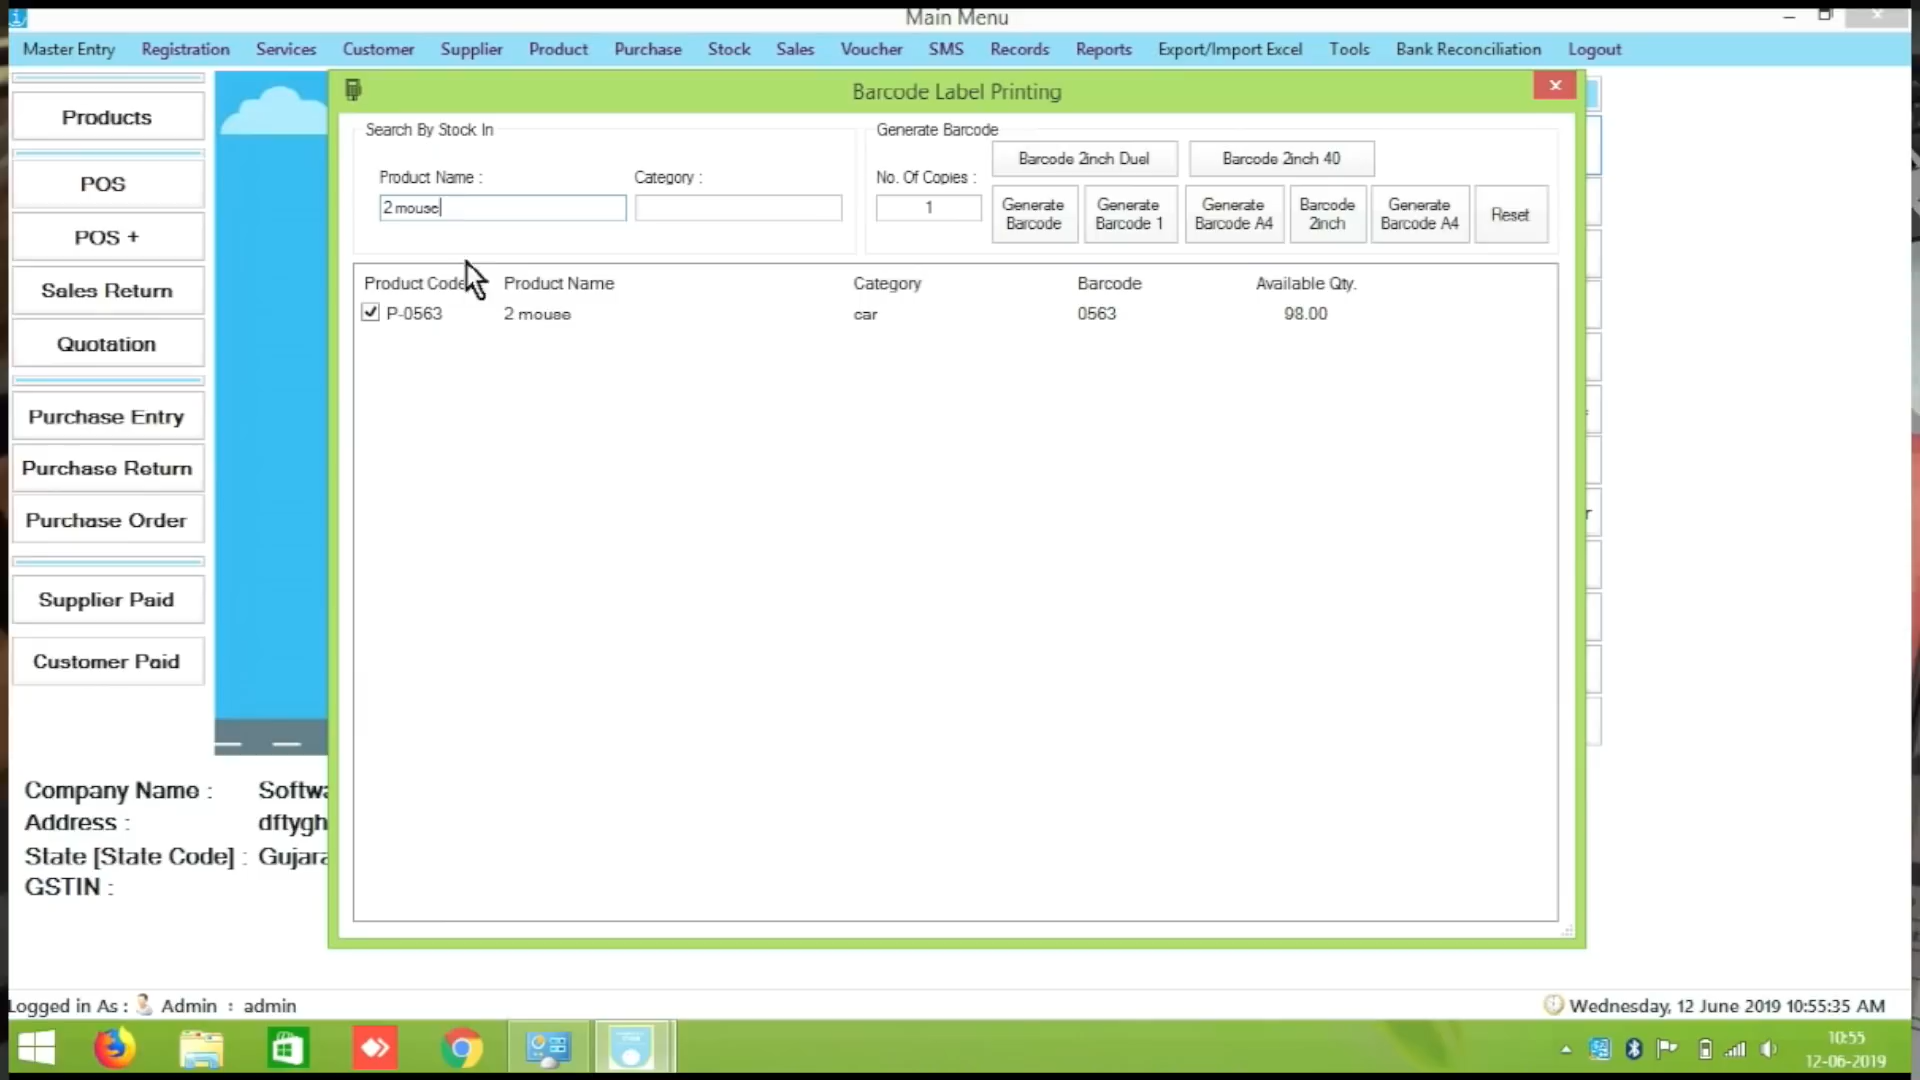 Main Menu
Master Entry Registration Services Customer Supplier Product Purchase Stock Sales Voucher SMS Records Reports Export/Import Excel Tools Bank Reconciliation Logout
Products
POS
POS +
Sales Return
Quotation
Purchase Entry
Purchase Return
Purchase Order
Supplier Paid
Customer Paid
Barcode Label Printing
Search By Stock In
Product Name :
Category :
2 mouse
Generate Barcode
No. Of Copies :
1
Barcode 2inch Duel
Barcode 2inch 40
Generate Barcode
Generate Barcode 1
Generate Barcode A4
Barcode 2inch
Generate Barcode A4
Reset
Product Code Product Name Category Barcode Available Qty.
P-0563 2 mouse car 0563 98.00
Company Name : Softwa
Address : dftygh
State [State Code] : Gujara
GSTIN :
Logged in As : Admin : admin
Wednesday, 12 June 2019 10:55:35 AM
10:55
12-06-2019